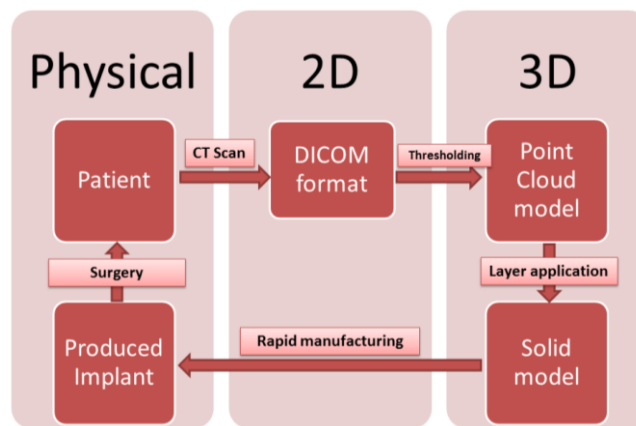 Physical
2D
3D
Patient
CT Scan
DICOM
format
Thresholding
Point
Cloud
model
Surgery
Layer application
Produced
Implant
Rapid manufacturing
Solid
model